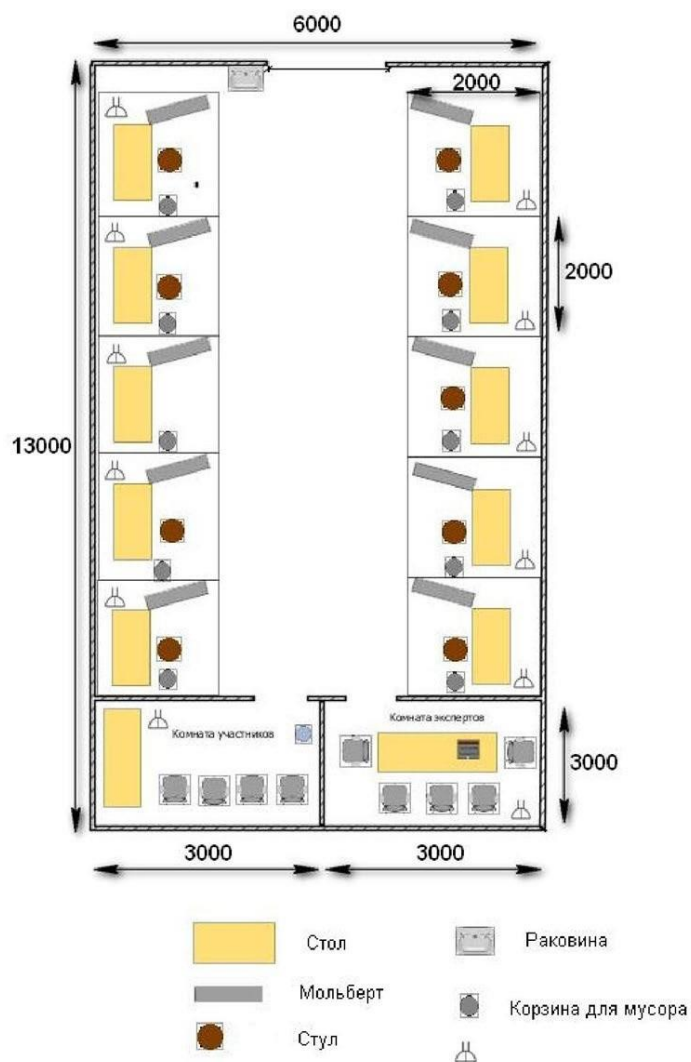 6000
2000
2000
13000
Комната участников
Комната экспертов
3000
3000
3000
Стол
Раковина
Мольберт
Корзина для мусора
Стул